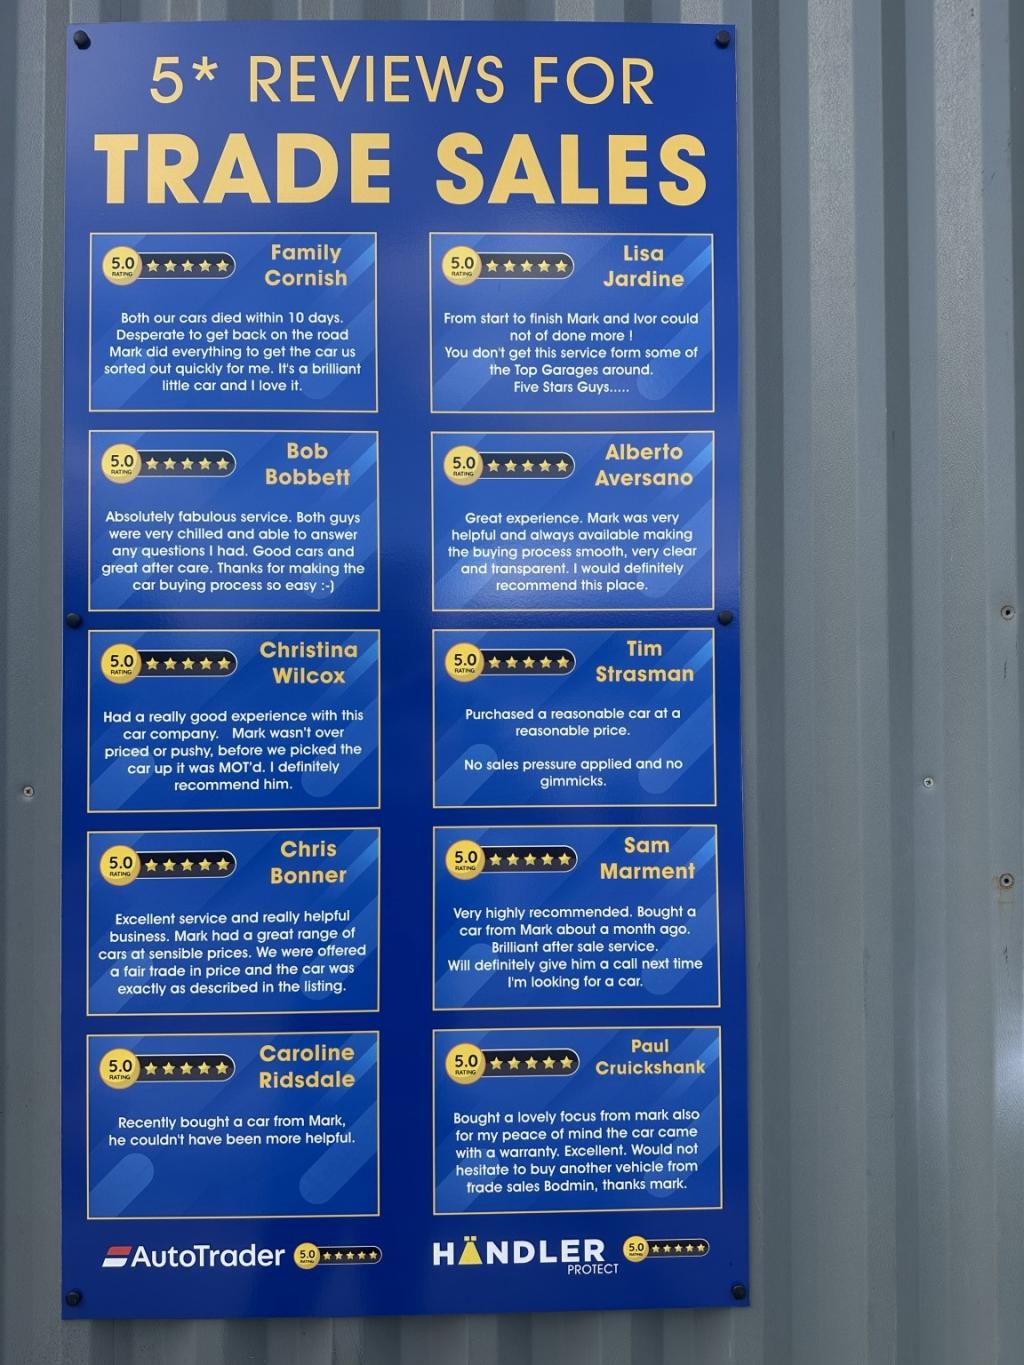 5* REVIEWS FOR
TRADE SALES
5.0
RATING
Family
Cornish
Both our cars died within 10 days.
Desperate to get back on the road
Mark did everything to get the car us
sorted out quickly for me. It's a brilliant
little car and I love it.
5.0
RATING
Lisa
Jardine
From start to finish Mark and Ivor could
not of done more !
You don't get this service form some of
the Top Garages around.
Five Stars Guys.....
5.0
RATING
Bob
Bobbett
Absolutely fabulous service. Both guys
were very chilled and able to answer
any questions I had. Good cars and
great after care. Thanks for making the
car buying process so easy :-)
5.0
RATING
Alberto
Aversano
Great experience. Mark was very
helpful and always available making
the buying process smooth, very clear
and transparent. I would definitely
recommend this place.
5.0
RATING
Christina
Wilcox
Had a really good experience with this
car company. Mark wasn't over
priced or pushy, before we picked the
car up it was MOT'd. I definitely
recommend him.
5.0
RATING
Tim
Strasman
Purchased a reasonable car at a
reasonable price.
No sales pressure applied and no
gimmicks.
5.0
RATING
Chris
Bonner
Excellent service and really helpful
business. Mark had a great range of
cars at sensible prices. We were offered
a fair trade in price and the car was
exactly as described in the listing.
5.0
RATING
Sam
Marment
Very highly recommended. Bought a
car from Mark about a month ago.
Brilliant after sale service.
Will definitely give him a call next time
I'm looking for a car.
5.0
RATING
Caroline
Ridsdale
Recently bought a car from Mark,
he couldn't have been more helpful.
5.0
RATING
Paul
Cruickshank
Bought a lovely focus from mark also
for my peace of mind the car came
with a warranty. Excellent. Would not
hesitate to buy another vehicle from
trade sales Bodmin, thanks mark.
AutoTrader
5.0
RATING
HÄNDLER
PROTECT
5.0
RATING